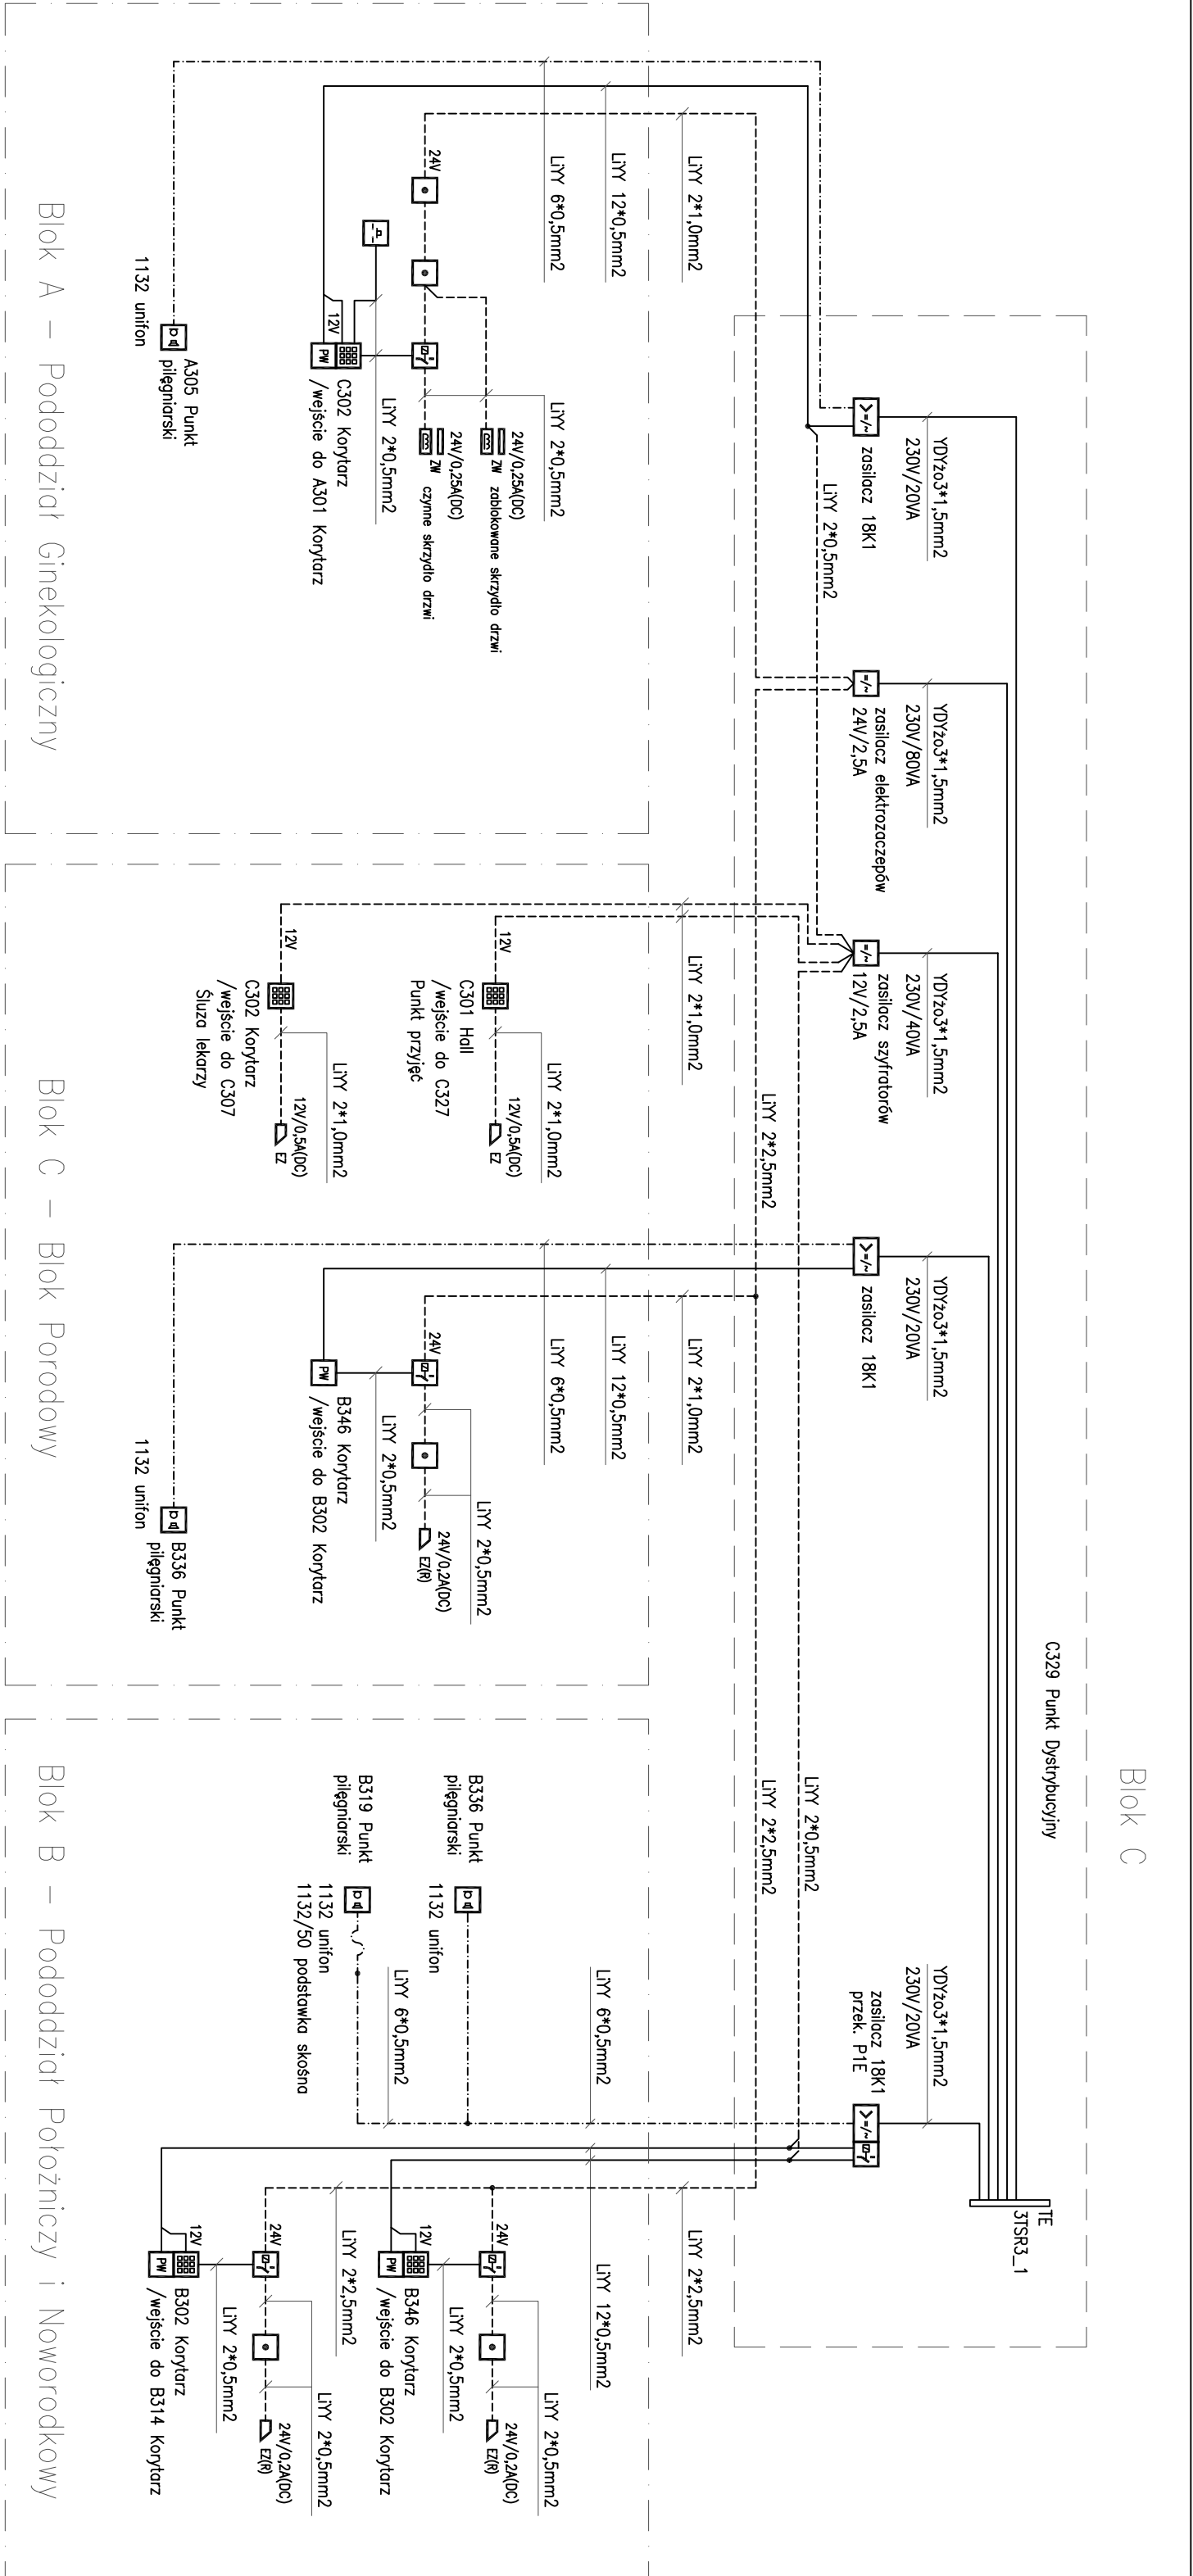 Blok C
C329 Punkt Dystrybucyjny
TE
3TSR3_1
YDYżo3*1,5mm2
230V/20VA
zasilacz 18K1
YDYżo3*1,5mm2
230V/80VA
zasilacz elektrozaczepów
24V/2,5A
YDYżo3*1,5mm2
230V/40VA
zasilacz szyfratorów
12V/2,5A
YDYżo3*1,5mm2
230V/20VA
zasilacz 18K1
YDYżo3*1,5mm2
230V/20VA
zasilacz 18K1
przek. P1E
LiYY 2*0,5mm2
LiYY 2*2,5mm2
LiYY 2*0,5mm2
LiYY 2*2,5mm2
LiYY 2*1,0mm2
LiYY 12*0,5mm2
LiYY 6*0,5mm2
LiYY 2*0,5mm2
24V/0,25A(DC)
ZW
zablokowane skrzydło drzwi
24V
24V/0,25A(DC)
ZW
czynne skrzydło drzwi
LiYY 2*0,5mm2
12V
PW
C302 Korytarz
/wejście do A301 Korytarz
A305 Punkt
pilęgniarski
1132 unifon
Blok A - Pododdział Ginekologiczny
LiYY 2*1,0mm2
LiYY 2*1,0mm2
12V
12V/0,5A(DC)
EZ
C301 Hall
/wejście do C327
Punkt przyjęć
LiYY 2*1,0mm2
12V
12V/0,5A(DC)
EZ
C302 Korytarz
/wejście do C307
Śluza lekarzy
LiYY 2*1,0mm2
LiYY 12*0,5mm2
LiYY 6*0,5mm2
LiYY 2*0,5mm2
24V
24V/0,2A(DC)
EZ(R)
LiYY 2*0,5mm2
PW
B346 Korytarz
/wejście do B302 Korytarz
B336 Punkt
pilęgniarski
1132 unifon
Blok C - Blok Porodowy
B336 Punkt
pilęgniarski
1132 unifon
B319 Punkt
pilęgniarski
1132 unifon
1132/50 podstawka skośna
LiYY 6*0,5mm2
LiYY 6*0,5mm2
LiYY 2*2,5mm2
LiYY 12*0,5mm2
LiYY 2*0,5mm2
24V
24V/0,2A(DC)
EZ(R)
LiYY 2*0,5mm2
12V
PW
B346 Korytarz
/wejście do B302 Korytarz
LiYY 2*2,5mm2
LiYY 2*0,5mm2
24V
24V/0,2A(DC)
EZ(R)
LiYY 2*0,5mm2
12V
PW
B302 Korytarz
/wejście do B314 Korytarz
Blok B - Pododdział Położniczy i Noworodkowy